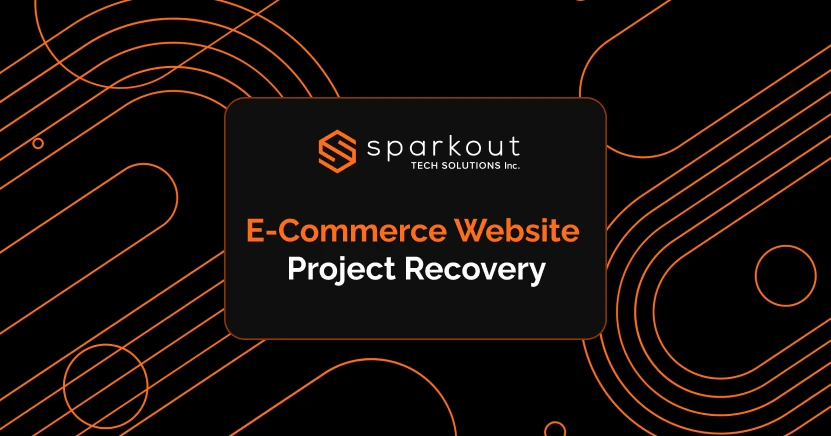 sparkout
TECH SOLUTIONS Inc.
E-Commerce Website
Project Recovery